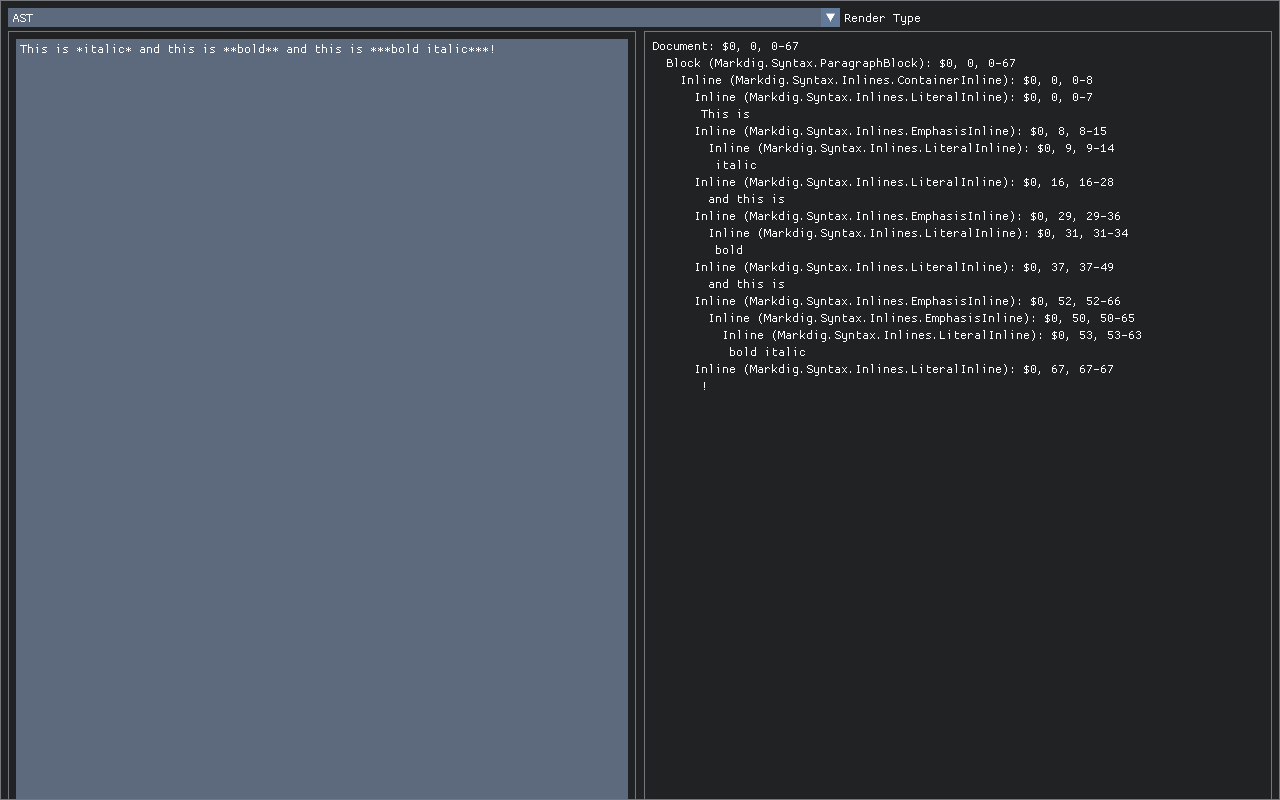 AST
Render Type
This is *italic* and this is **bold** and this is ***bold italic***!
Document: $0, 0, 0-67
Block (Markdig.Syntax.ParagraphBlock): $0, 0, 0-67
Inline (Markdig.Syntax.Inlines.ContainerInline): $0, 0, 0-8
Inline (Markdig.Syntax.Inlines.LiteralInline): $0, 0, 0-7
This is
Inline (Markdig.Syntax.Inlines.EmphasisInline): $0, 8, 8-15
Inline (Markdig.Syntax.Inlines.LiteralInline): $0, 9, 9-14
italic
Inline (Markdig.Syntax.Inlines.LiteralInline): $0, 16, 16-28
and this is
Inline (Markdig.Syntax.Inlines.EmphasisInline): $0, 29, 29-36
Inline (Markdig.Syntax.Inlines.LiteralInline): $0, 31, 31-34
bold
Inline (Markdig.Syntax.Inlines.LiteralInline): $0, 37, 37-49
and this is
Inline (Markdig.Syntax.Inlines.EmphasisInline): $0, 52, 52-66
Inline (Markdig.Syntax.Inlines.EmphasisInline): $0, 50, 50-65
Inline (Markdig.Syntax.Inlines.LiteralInline): $0, 53, 53-63
bold italic
Inline (Markdig.Syntax.Inlines.LiteralInline): $0, 67, 67-67
!